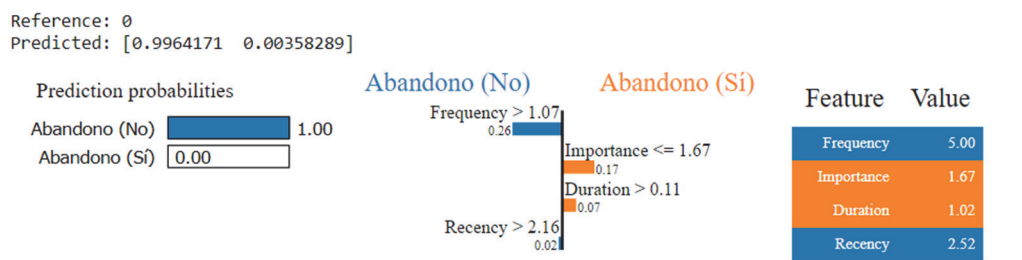 Reference: 0
Predicted: [0.9964171 0.00358289]
Prediction probabilities
Abandono (No) 1.00
Abandono (Sí) 0.00
Abandono (No) Abandono (Sí)
Frequency > 1.07
0.26
Importance <= 1.67
0.17
Duration > 0.11
0.07
Recency > 2.16
0.02
Feature Value
Frequency 5.00
Importance 1.67
Duration 1.02
Recency 2.52